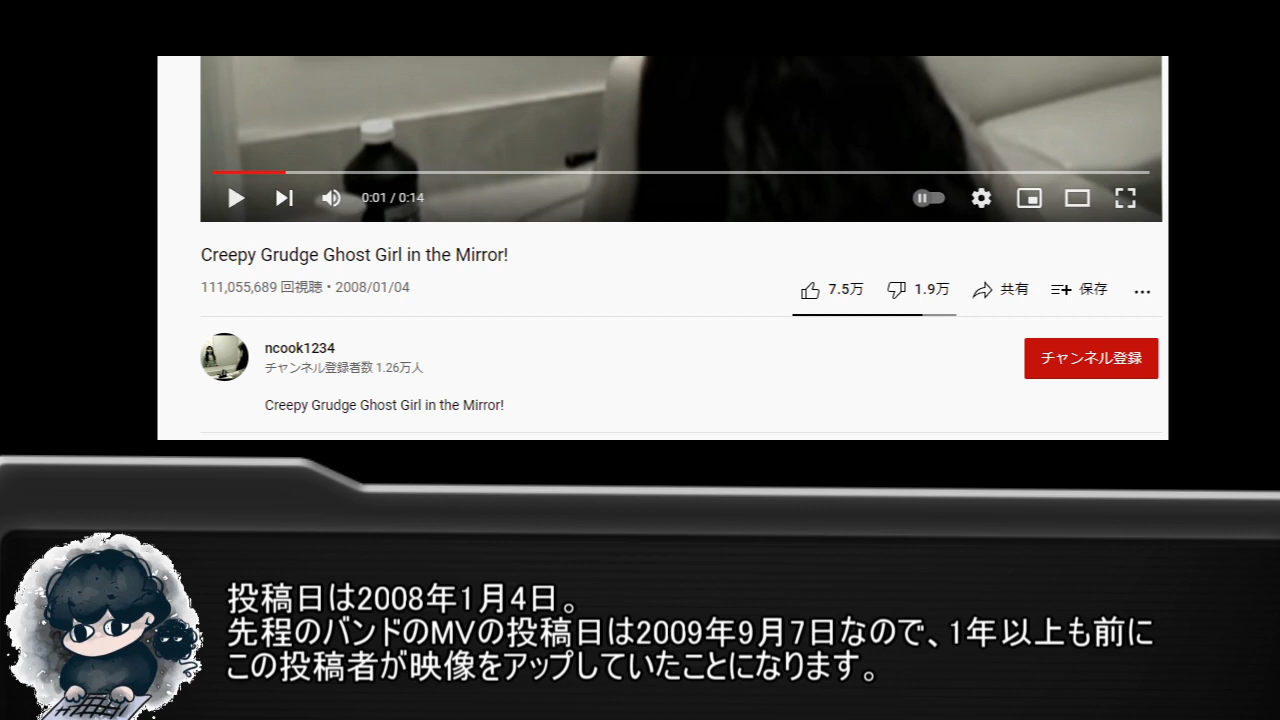 0:01 / 0:14
Creepy Grudge Ghost Girl in the Mirror!
111,055,689 回視聴・2008/01/04
7.5万 1.9万 共有 保存 ...
ncook1234
チャンネル登録者数 1.26万人
チャンネル登録
Creepy Grudge Ghost Girl in the Mirror!
投稿日は2008年1月4日。
先程のバンドのMVの投稿日は2009年9月7日なので、1年以上も前に
この投稿者が映像をアップしていたことになります。